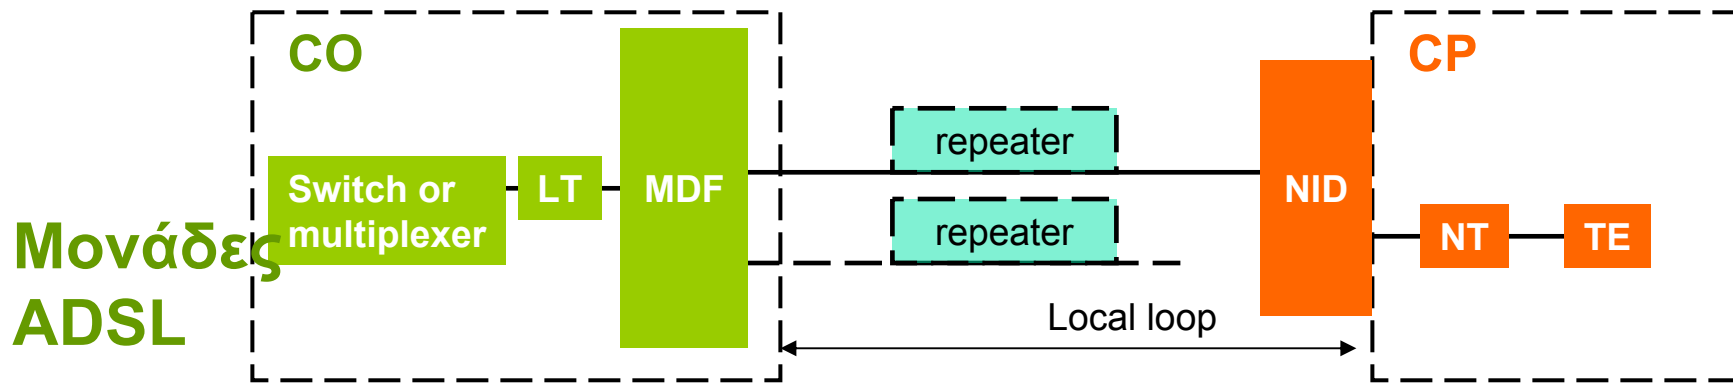 CO
CP
repeater
Switch or
multiplexer
LT
MDF
NID
repeater
NT
TE
Μονάδες
ADSL
Local loop